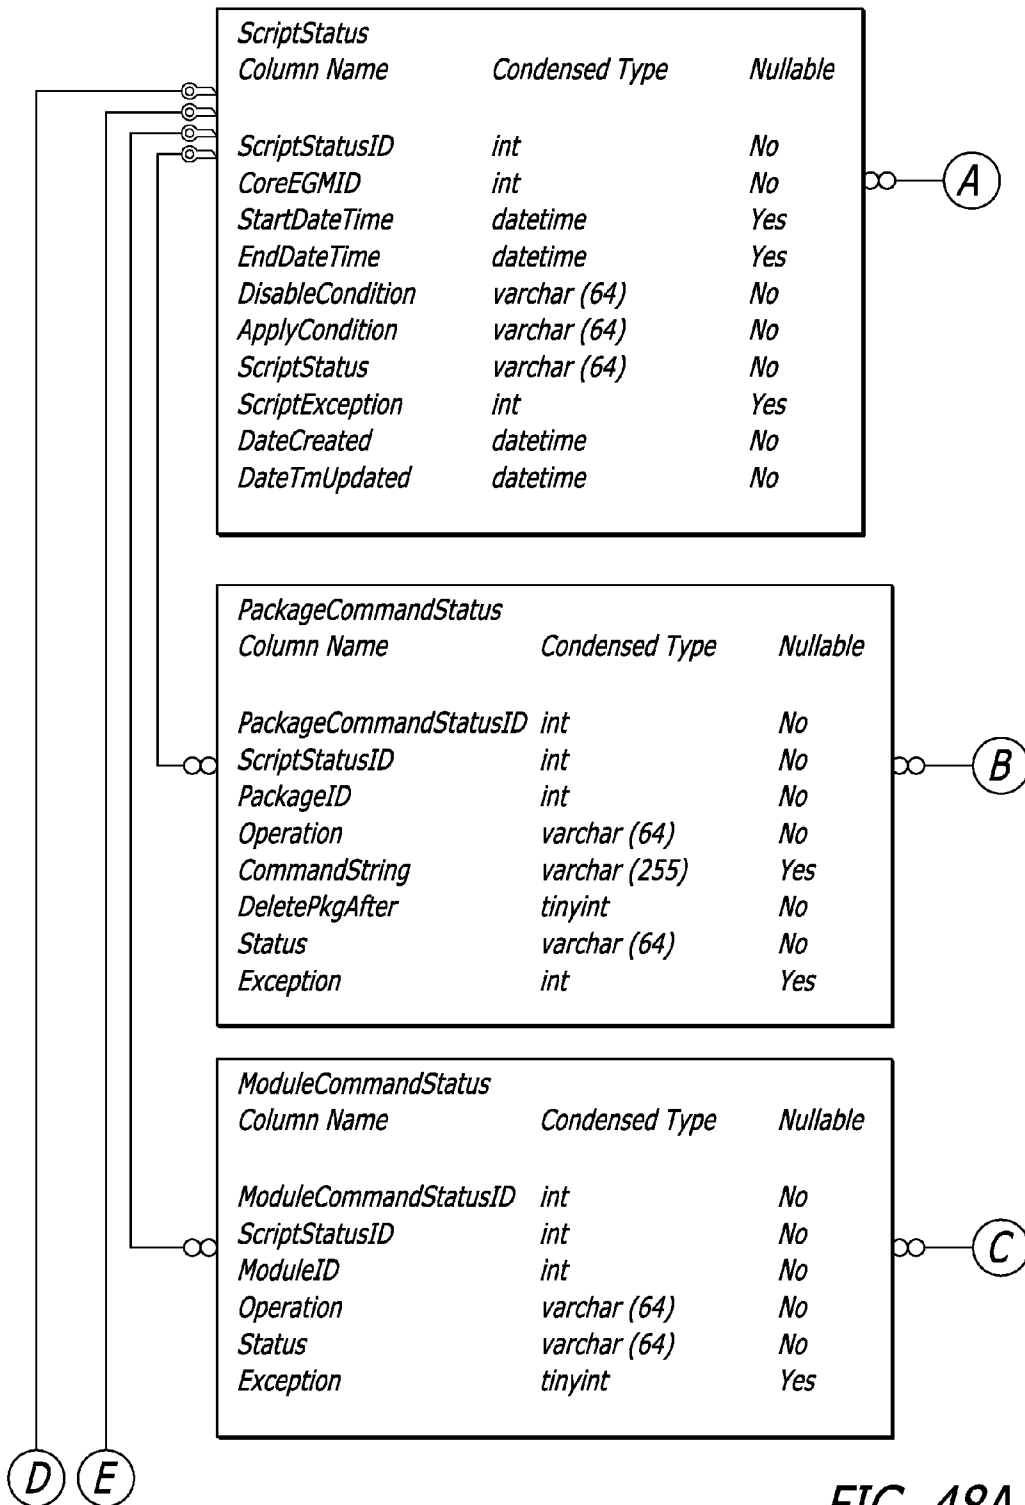 ScriptStatus
Column Name Condensed Type Nullable
ScriptStatusID int No
CoreEGMID int No
StartDateTime datetime Yes
EndDateTime datetime Yes
DisableCondition varchar (64) No
ApplyCondition varchar (64) No
ScriptStatus varchar (64) No
ScriptException int Yes
DateCreated datetime No
DateTmUpdated datetime No
A
PackageCommandStatus
Column Name Condensed Type Nullable
PackageCommandStatusID int No
ScriptStatusID int No
PackageID int No
Operation varchar (64) No
CommandString varchar (255) Yes
DeletePkgAfter tinyint No
Status varchar (64) No
Exception int Yes
B
ModuleCommandStatus
Column Name Condensed Type Nullable
ModuleCommandStatusID int No
ScriptStatusID int No
ModuleID int No
Operation varchar (64) No
Status varchar (64) No
Exception tinyint Yes
C
D E
FIG. 48A